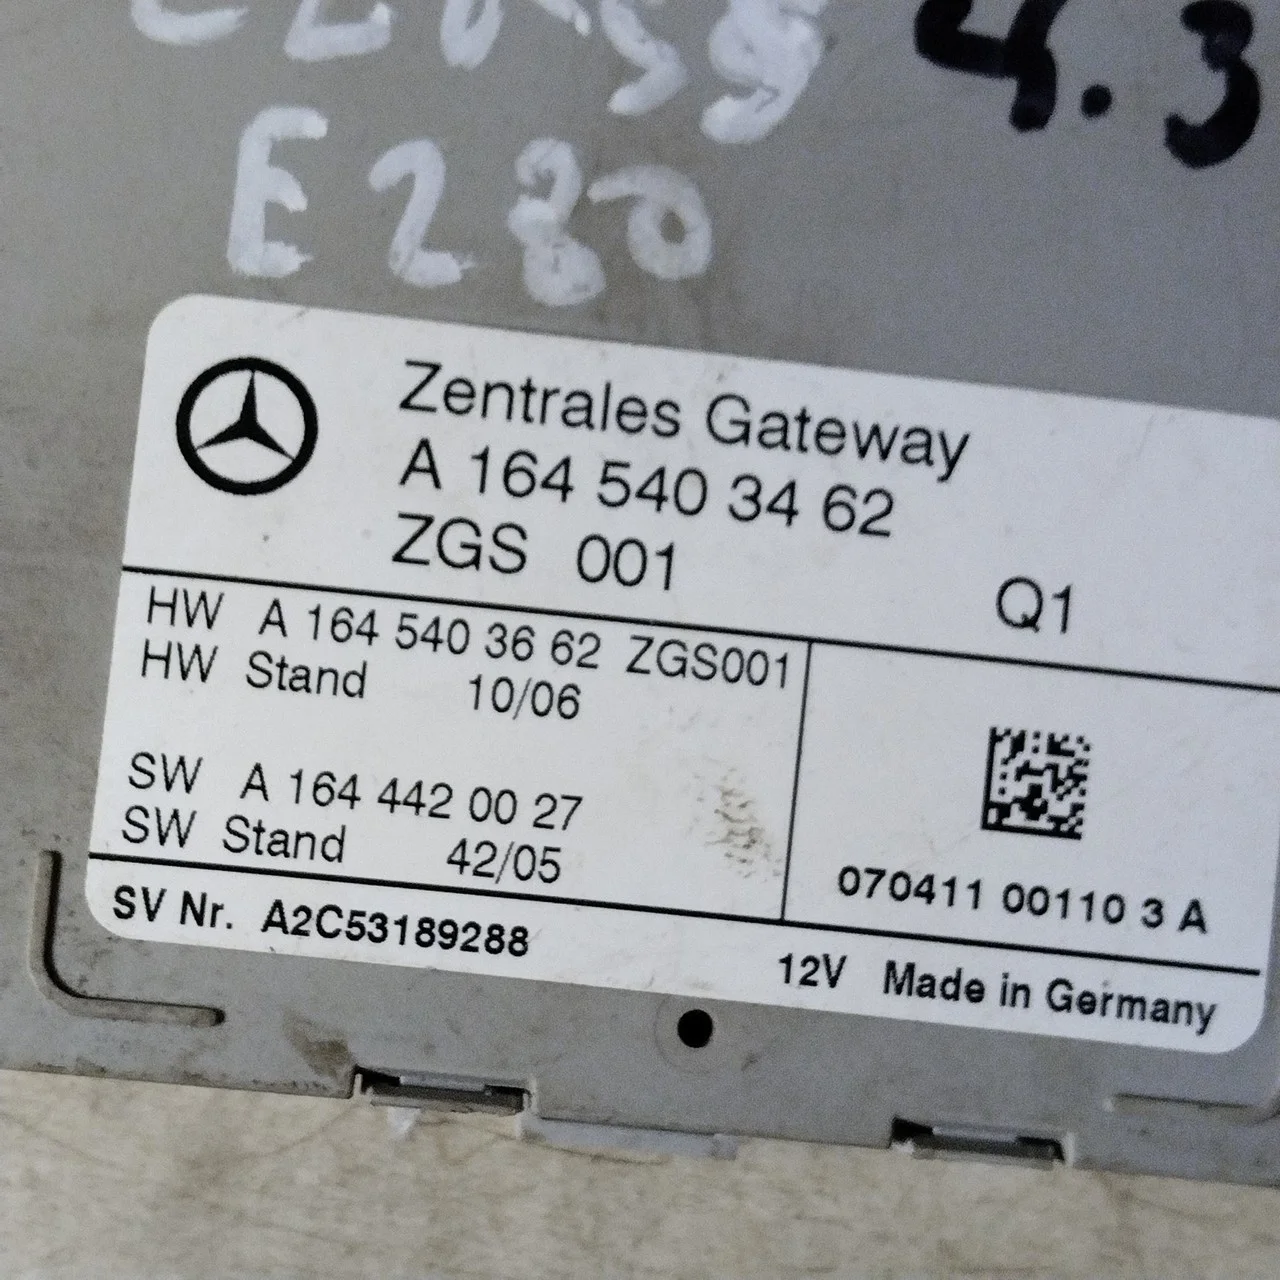 CLASS
4.3
E280
Zentrales Gateway
A 164 540 34 62
ZGS 001
Q1
HW A 164 540 36 62 ZGS001
HW Stand 10/06
SW A 164 442 00 27
SW Stand 42/05
070411 00110 3 A
SV Nr. A2C53189288
12V Made in Germany